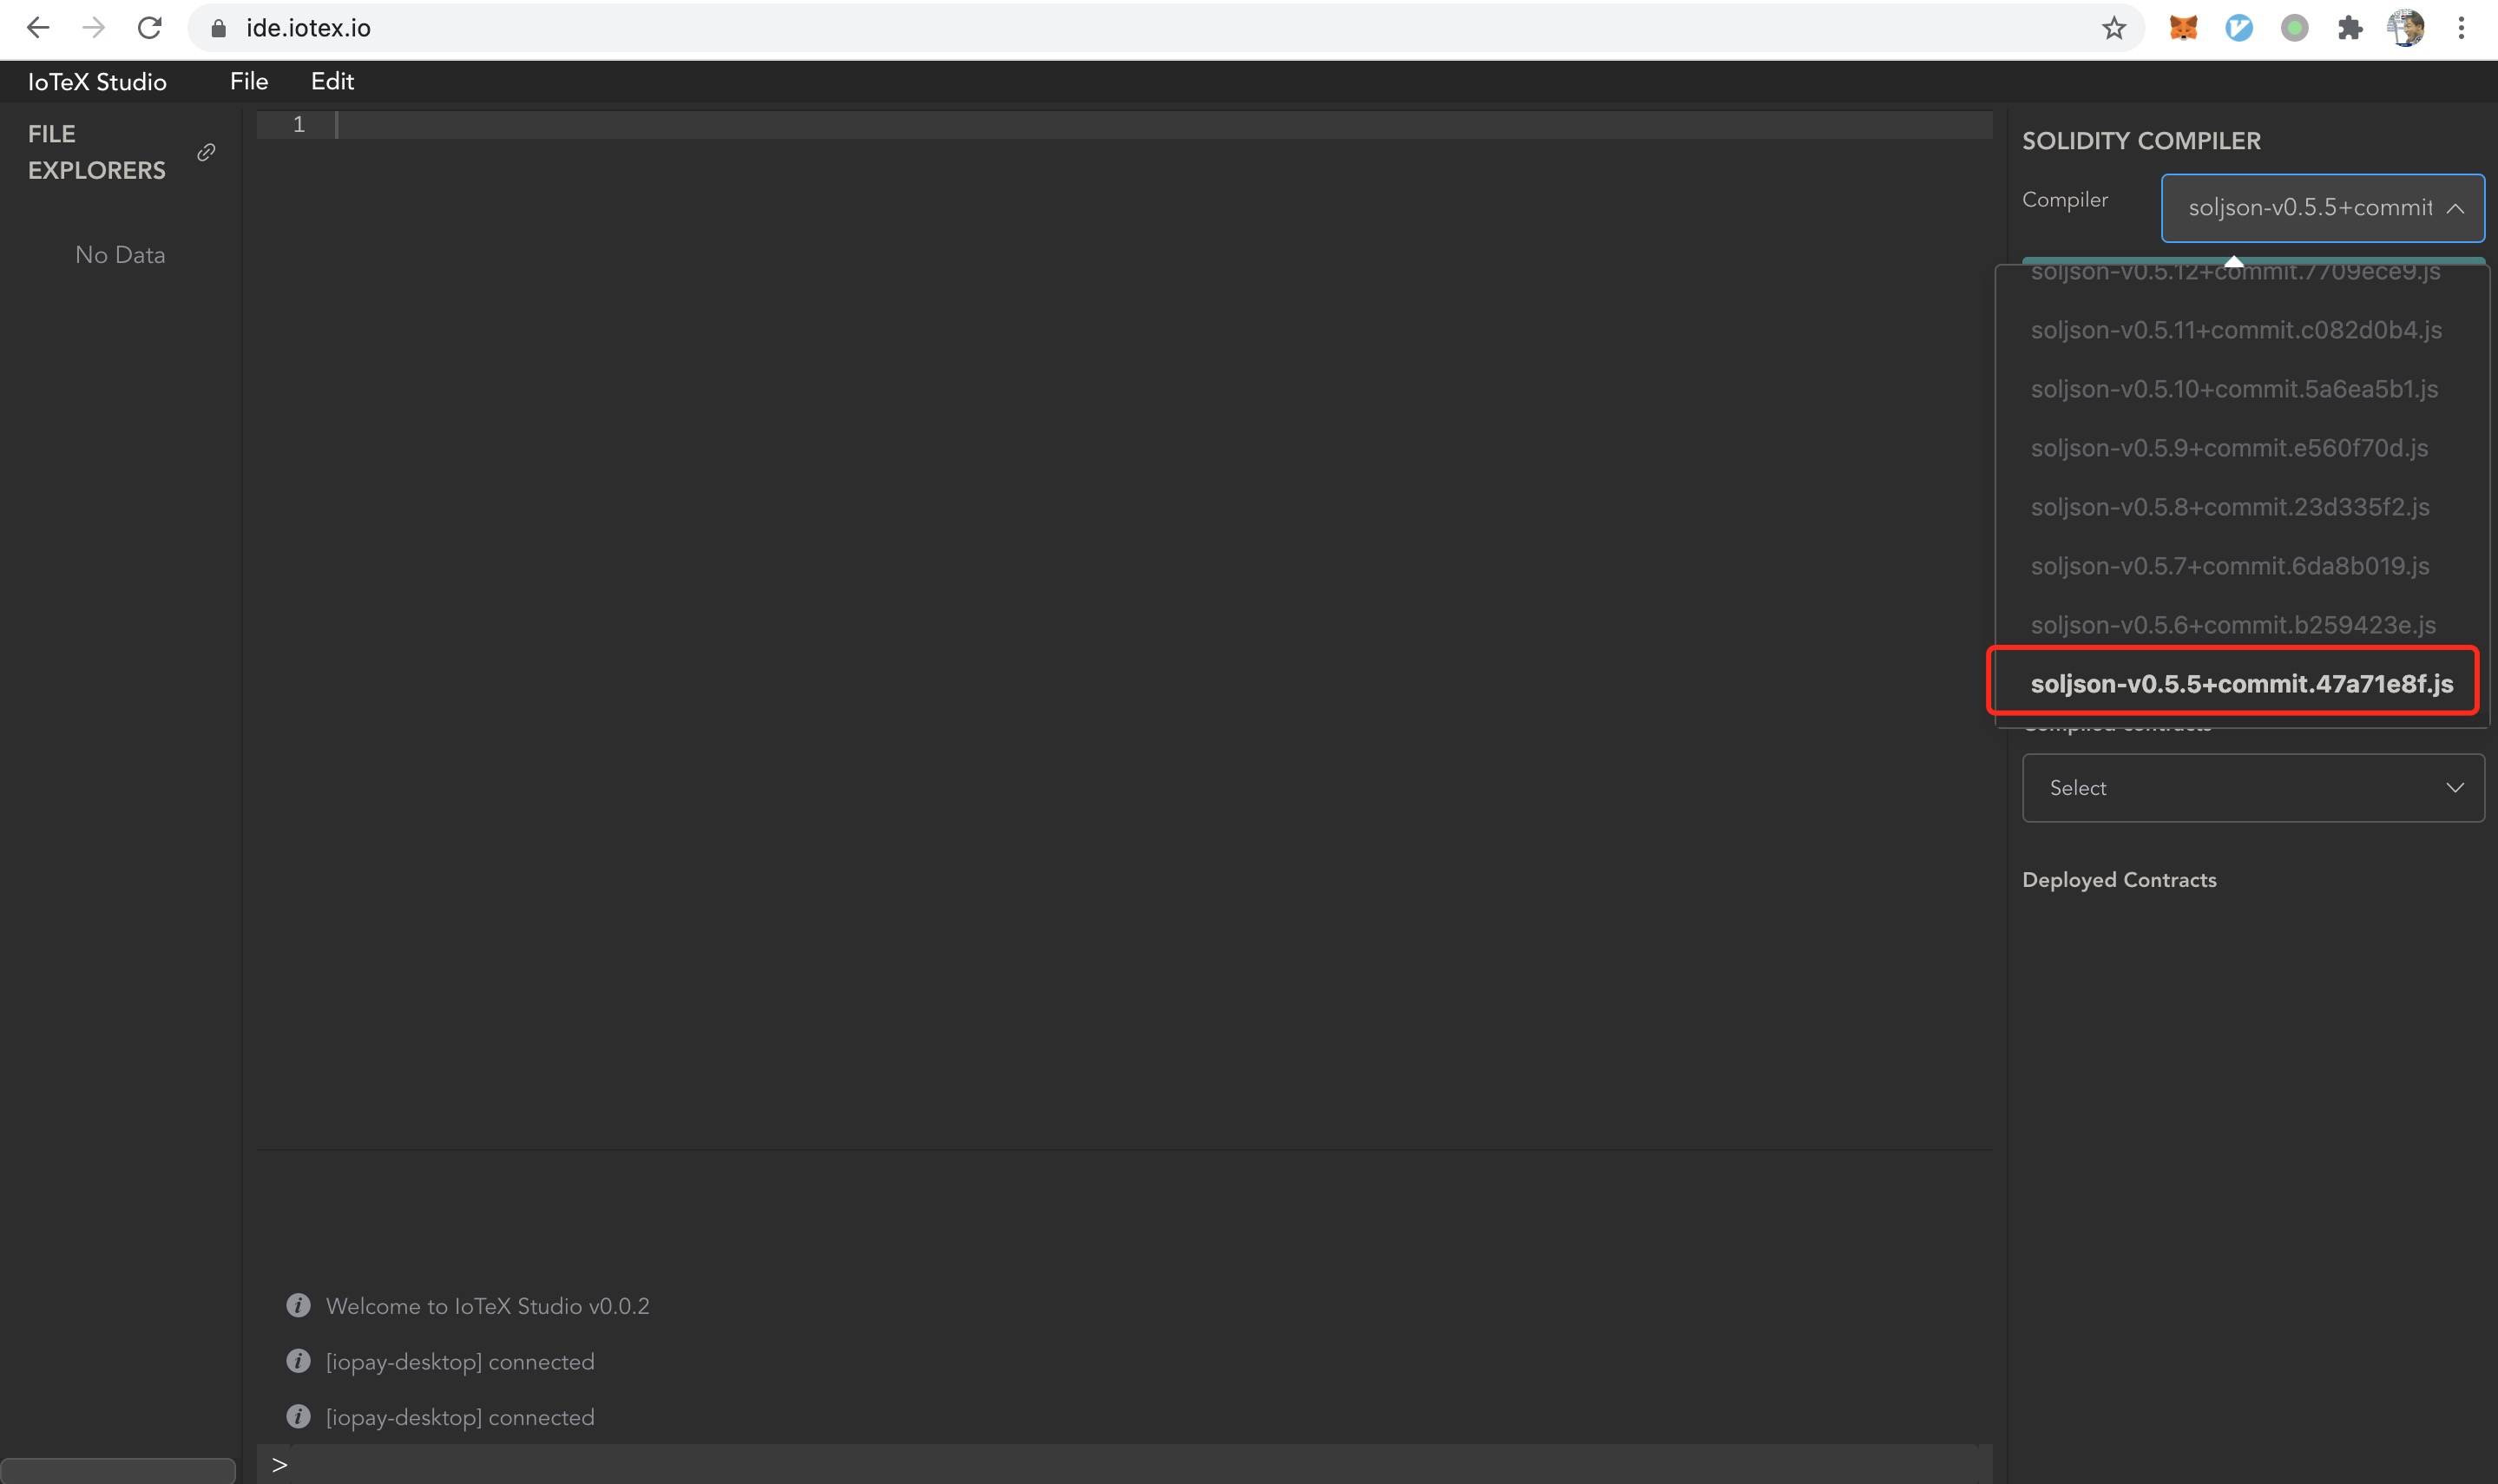 ide.iotex.io
IoTeX Studio File Edit
FILE
EXPLORERS
No Data
1
SOLIDITY COMPILER
Compiler
soljson-v0.5.5+commit
soljson-v0.5.12+commit.7709ece9.js
soljson-v0.5.11+commit.c082d0b4.js
soljson-v0.5.10+commit.5a6ea5b1.js
soljson-v0.5.9+commit.e560f70d.js
soljson-v0.5.8+commit.23d335f2.js
soljson-v0.5.7+commit.6da8b019.js
soljson-v0.5.6+commit.b259423e.js
soljson-v0.5.5+commit.47a71e8f.js
Compiled contracts
Select
Deployed Contracts
Welcome to IoTeX Studio v0.0.2
[iopay-desktop] connected
[iopay-desktop] connected
>